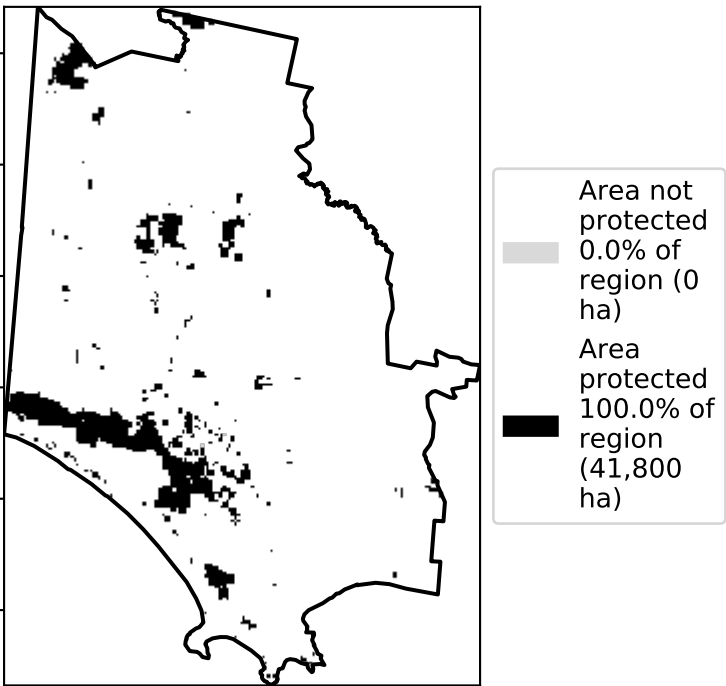 Area not
protected
0.0% of
region (0
ha)
Area
protected
100.0% of
region
(41,800
ha)